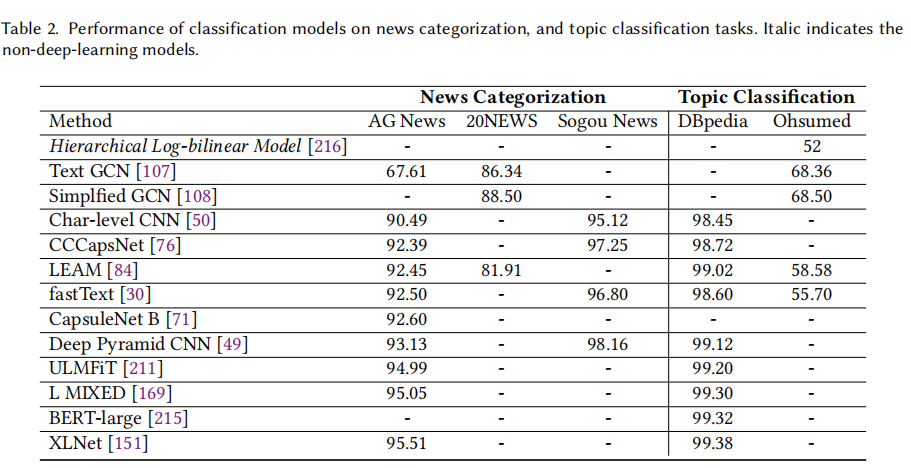 Table 2. Performance of classification models on news categorization, and topic classification tasks. Italic indicates the
non-deep-learning models.
News Categorization Topic Classification
Method AG News 20NEWS Sogou News DBpedia Ohsumed
Hierarchical Log-bilinear Model [216] - - - - 52
Text GCN [107] 67.61 86.34 - - 68.36
Simplfied GCN [108] - 88.50 - - 68.50
Char-level CNN [50] 90.49 - 95.12 98.45 -
CCCapsNet [76] 92.39 - 97.25 98.72 -
LEAM [84] 92.45 81.91 - 99.02 58.58
fastText [30] 92.50 - 96.80 98.60 55.70
CapsuleNet B [71] 92.60 - - - -
Deep Pyramid CNN [49] 93.13 - 98.16 99.12 -
ULMFiT [211] 94.99 - - 99.20 -
L MIXED [169] 95.05 - - 99.30 -
BERT-large [215] - - - 99.32 -
XLNet [151] 95.51 - - 99.38 -